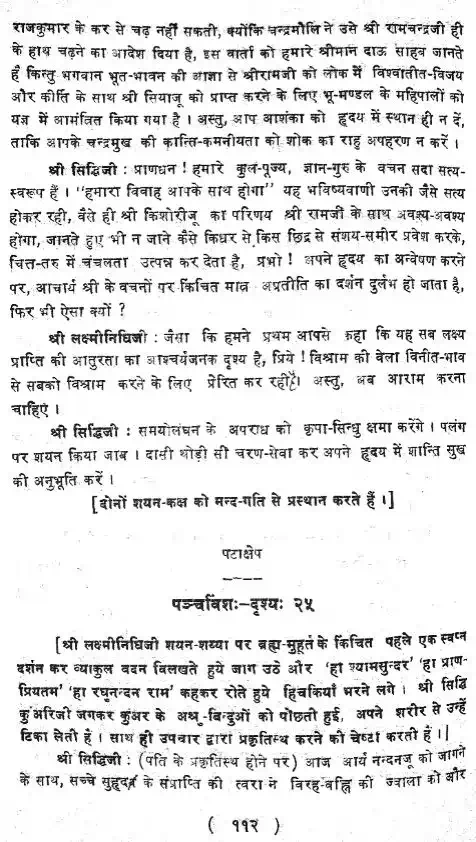 राजकुमार के कर से चढ़ नहीं सकती, क्योंकि चन्द्रमौलि ने उसे श्री रामचन्द्रजी ही
के हाथ चढ़ने का आदेश दिया है, इस वार्ता को हमारे श्रीमान दाऊ साहब जानते
हैं किन्तु भगवान भूत-भावन की आज्ञा से श्रीरामजी को लोक में विश्वातीत-विजय
और कीर्ति के साथ श्री सियाजू को प्राप्त करने के लिए भू-मण्डल के महिपालों को
यज्ञ में आमंत्रित किया गया है । अस्तु, आप आशंका को हृदय में स्थान ही न दें,
ताकि आपके चन्द्रमुख की कान्ति-कमनीयता को शोक का राहु अपहरण न करें ।
श्री सिद्धिजी : प्राणधन ! हमारे कुल-पूज्य, ज्ञान-गुरु के वचन सदा सत्य-
स्वरूप हैं । "हमारा विवाह आपके साथ होगा" यह भविष्यवाणी उनकी जैसे सत्य
होकर रही, वैसे ही श्री किशोरीजू का परिणय श्री रामजी के साथ अवश्य-अवश्य
होगा, जानते हुए भी न जाने कैसे किधर से,किस छिद्र से संशय-समीर प्रवेश करके,
चित्त-तरु में चंचलता उत्पन्न कर देता है, प्रभो ! अपने हृदय का अन्वेषण करने
पर, आचार्य श्री के वचनों पर किंचित मात्र अप्रतीति का दर्शन दुर्लभ हो जाता है,
फिर भी ऐसा क्यों ?
श्री लक्ष्मीनिधिजी : जैसा कि हमने प्रथम आपसे कहा कि यह सब लक्ष्य
प्राप्ति की आतुरता का आश्चर्यजनक दृश्य है, प्रिये ! विश्राम की बेला विनीत-भाव
से सबको विश्राम करने के लिए प्रेरित कर रही है। अस्तु, अब आराम करना
चाहिए ।
श्री सिद्धिजी : समयोलंघन के अपराध को कृपा-सिन्धु क्षमा करेंगे । पलंग
पर शयन किया जाब । दासी थोड़ी सी चरण-सेवा कर अपने हृदय में शान्ति सुख
की अनुभूति करें ।
[दोनों शयन-कक्ष को मन्द-गति से प्रस्थान करते हैं ।]
पटाक्षेप
पञ्चविंशः-दृश्यः २५
[श्री लक्ष्मीनिधिजी शयन-शय्या पर ब्रह्म-मुहूर्त के किंचित पहले एक स्वप्न
दर्शन कर व्याकुल वदन विलखते हुये जाग उठे और 'हा श्यामसुन्दर' 'हा प्राण-
प्रियतम' 'हा रघुनन्दन राम' कहकर रोते हुये हिचकियाँ भरने लगे । श्री सिद्धि
कुंअरिजी जगकर कुंअर के अश्रु-बिन्दुओं को पोंछती हुई, अपने शरीर से उन्हें
टिका लेती हैं । साथ ही उपचार द्वारा प्रकृतिस्थ करने की चेष्टा करती हैं ।]
श्री सिद्धिजी : (पति के प्रकृतिस्थ होने पर) आज आर्य नन्दनजू को जागने
के साथ, सच्चे सुहृद के संप्राप्ति की त्वरा ने विरह-वह्नि की ज्वाला को और
( ११२ )